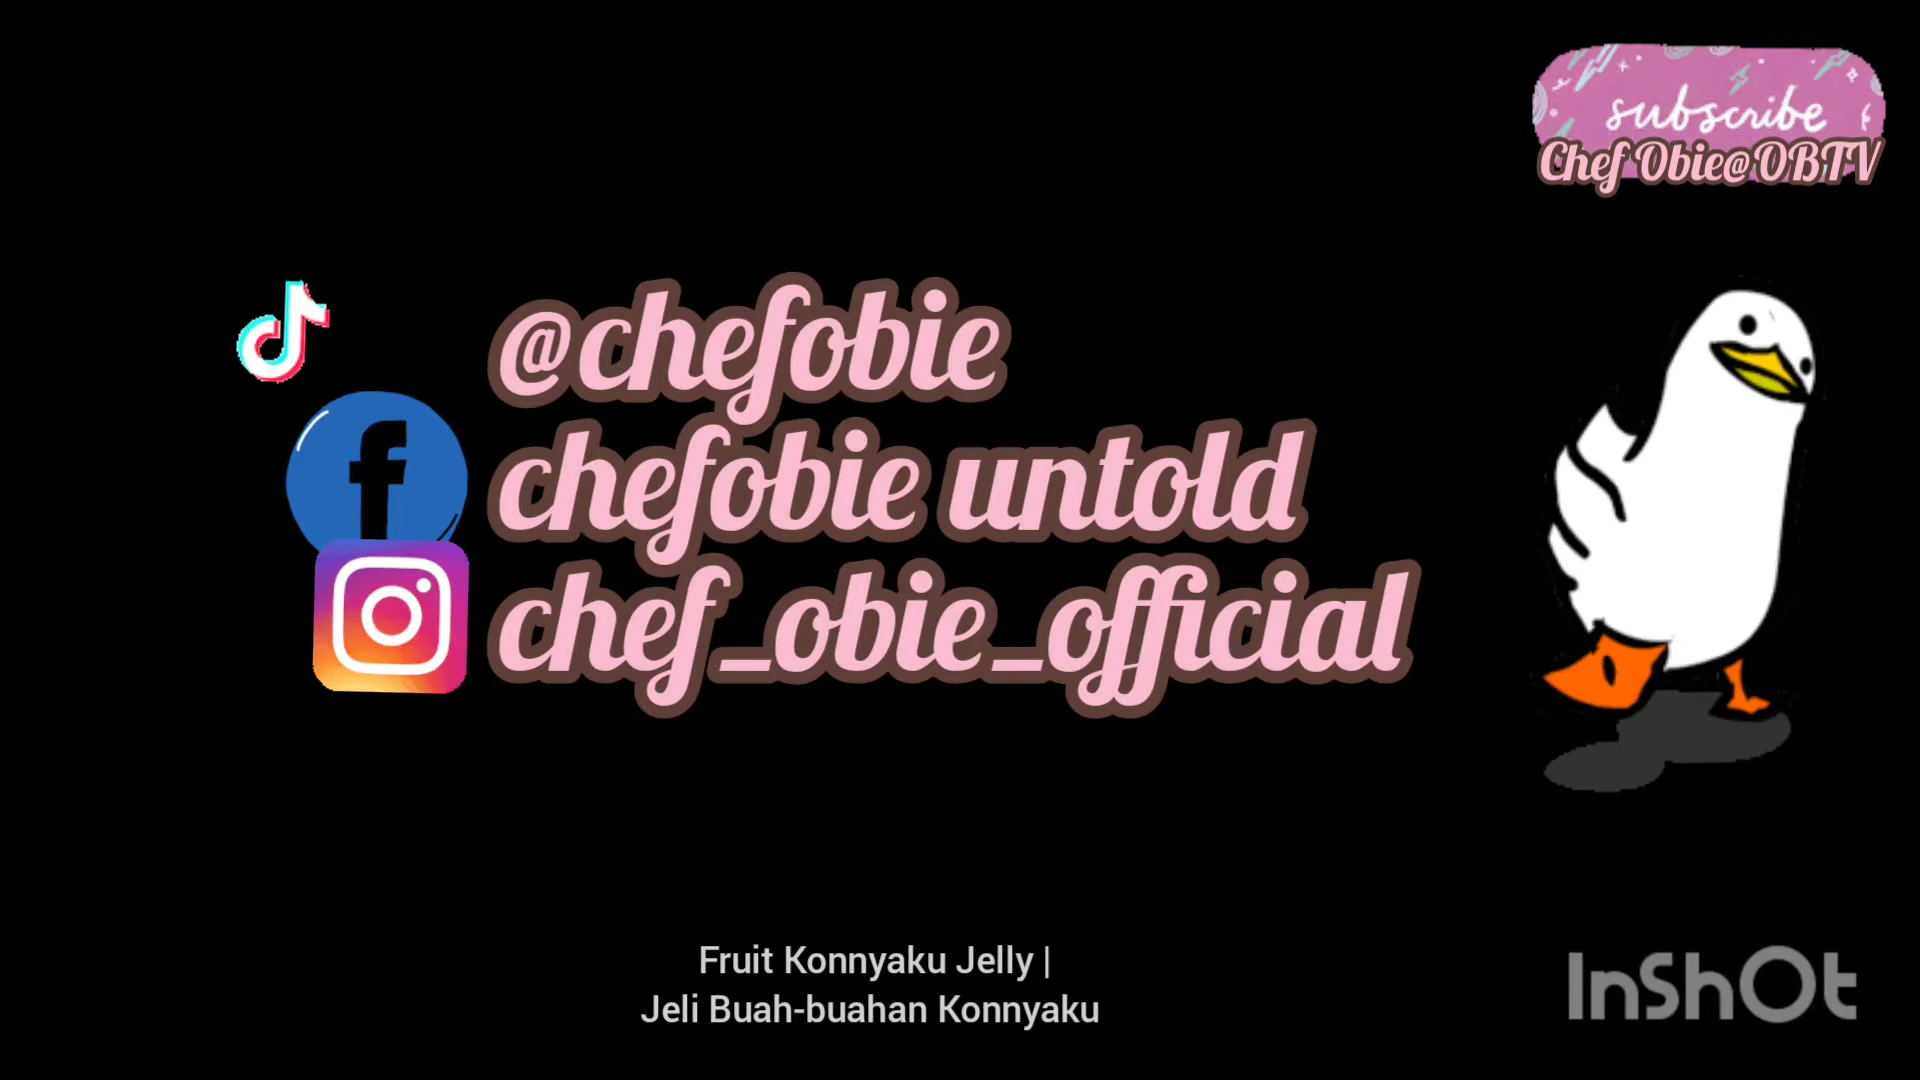 subscribe
Chef Obie@OBTV
@chefobie
chefobie untold
chef_obie_official
Fruit Konnyaku Jelly |
Jeli Buah-buahan Konnyaku
InShOt